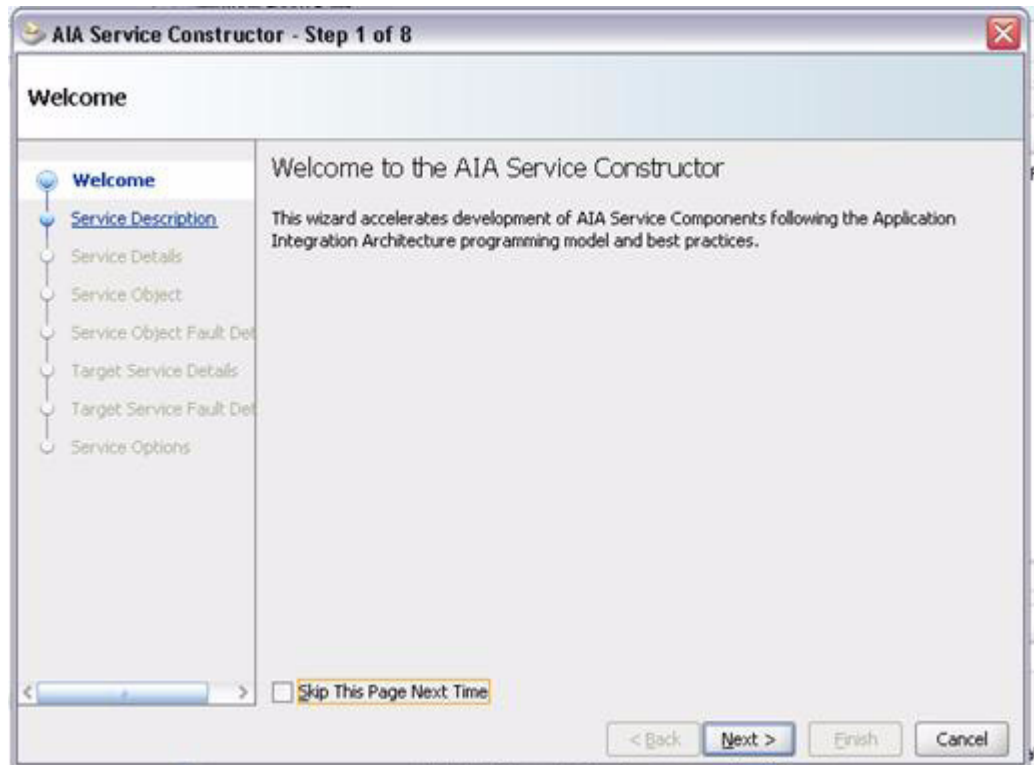 AIA Service Constructor - Step 1 of 8
Welcome
Welcome
Service Description
Service Details
Service Object
Service Object Fault Det
Target Service Details
Target Service Fault Det
Service Options
Welcome to the AIA Service Constructor
This wizard accelerates development of AIA Service Components following the Application
Integration Architecture programming model and best practices.
Skip This Page Next Time
< Back
Next >
Finish
Cancel